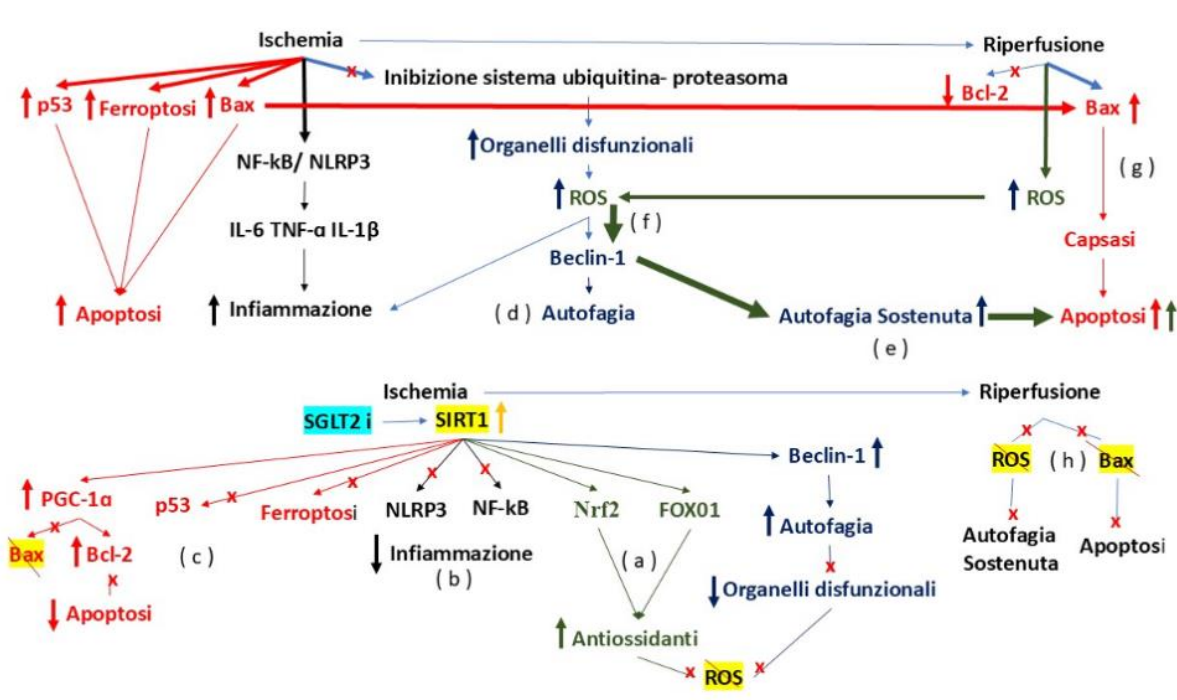 Ischemia
Riperfusione
x
x
Inibizione sistema ubiquitina- proteasoma
p53
Ferroptosi
Bax
Bcl-2
Bax
Organelli disfunzionali
NF-kB/ NLRP3
( g )
ROS
ROS
( f )
IL-6 TNF-α IL-1β
Capsasi
Beclin-1
Apoptosi
Infiammazione
( d )
Autofagia
Autofagia Sostenuta
Apoptosi
( e )
Ischemia
Riperfusione
SGLT2 i
SIRT1
x
x
Beclin-1
ROS
( h )
Bax
x
x
x
x
PGC-1α
p53
Ferroptosi
NLRP3
NF-kB
Nrf2
FOX01
x
x
x
Autofagia
Bax
Bcl-2
( c )
Infiammazione
( b )
( a )
Autofagia
Sostenuta
Apoptosi
x
x
Organelli disfunzionali
Apoptosi
Antiossidanti
x
ROS
x